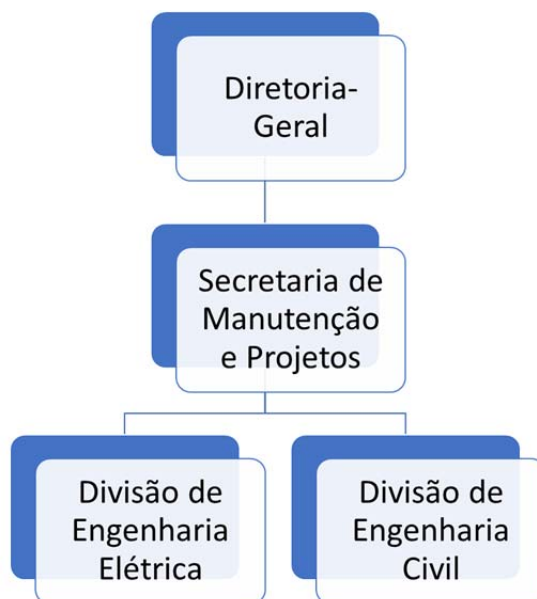 Diretoria-
Geral
Secretaria de
Manutenção
e Projetos
Divisão de
Engenharia
Elétrica
Divisão de
Engenharia
Civil